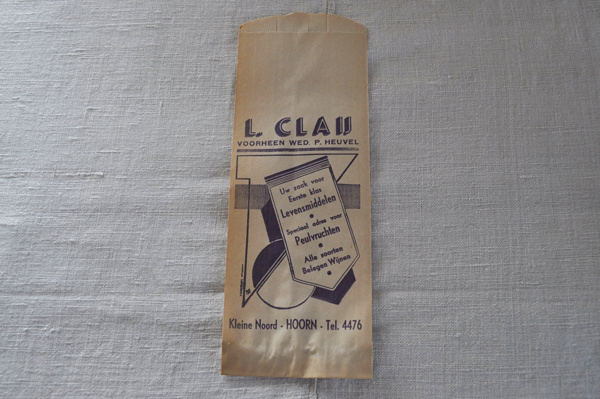 L. CLAIJ
VOORHEEN WED. P. HEUVEL
Uw zaak voor
Eerste klas
Levensmiddelen
Speciaal adres voor
Peulvruchten
Alle soorten
Belegen Wijnen
Kleine Noord - HOORN - Tel. 4476